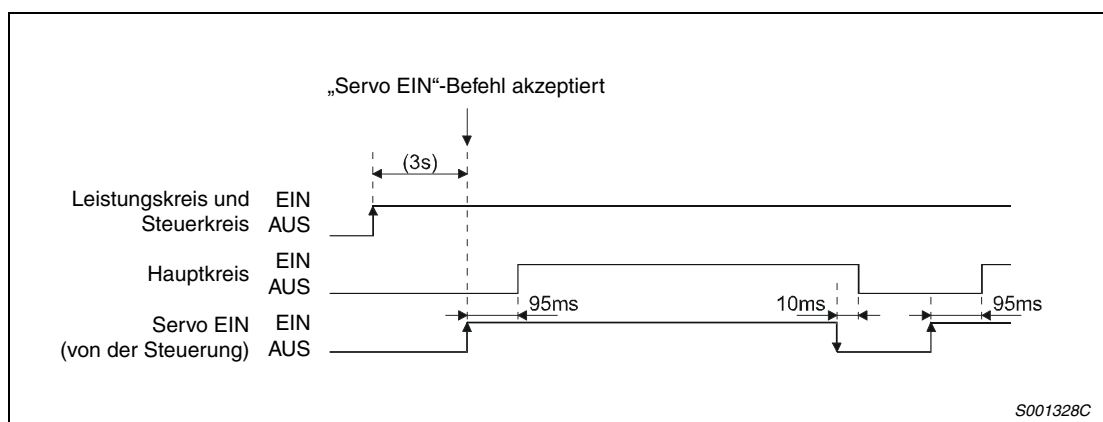 „Servo EIN“-Befehl akzeptiert
(3s)
Leistungskreis und EIN
Steuerkreis AUS
EIN
Hauptkreis
AUS
95ms
10ms
95ms
Servo EIN EIN
(von der Steuerung) AUS
S001328C